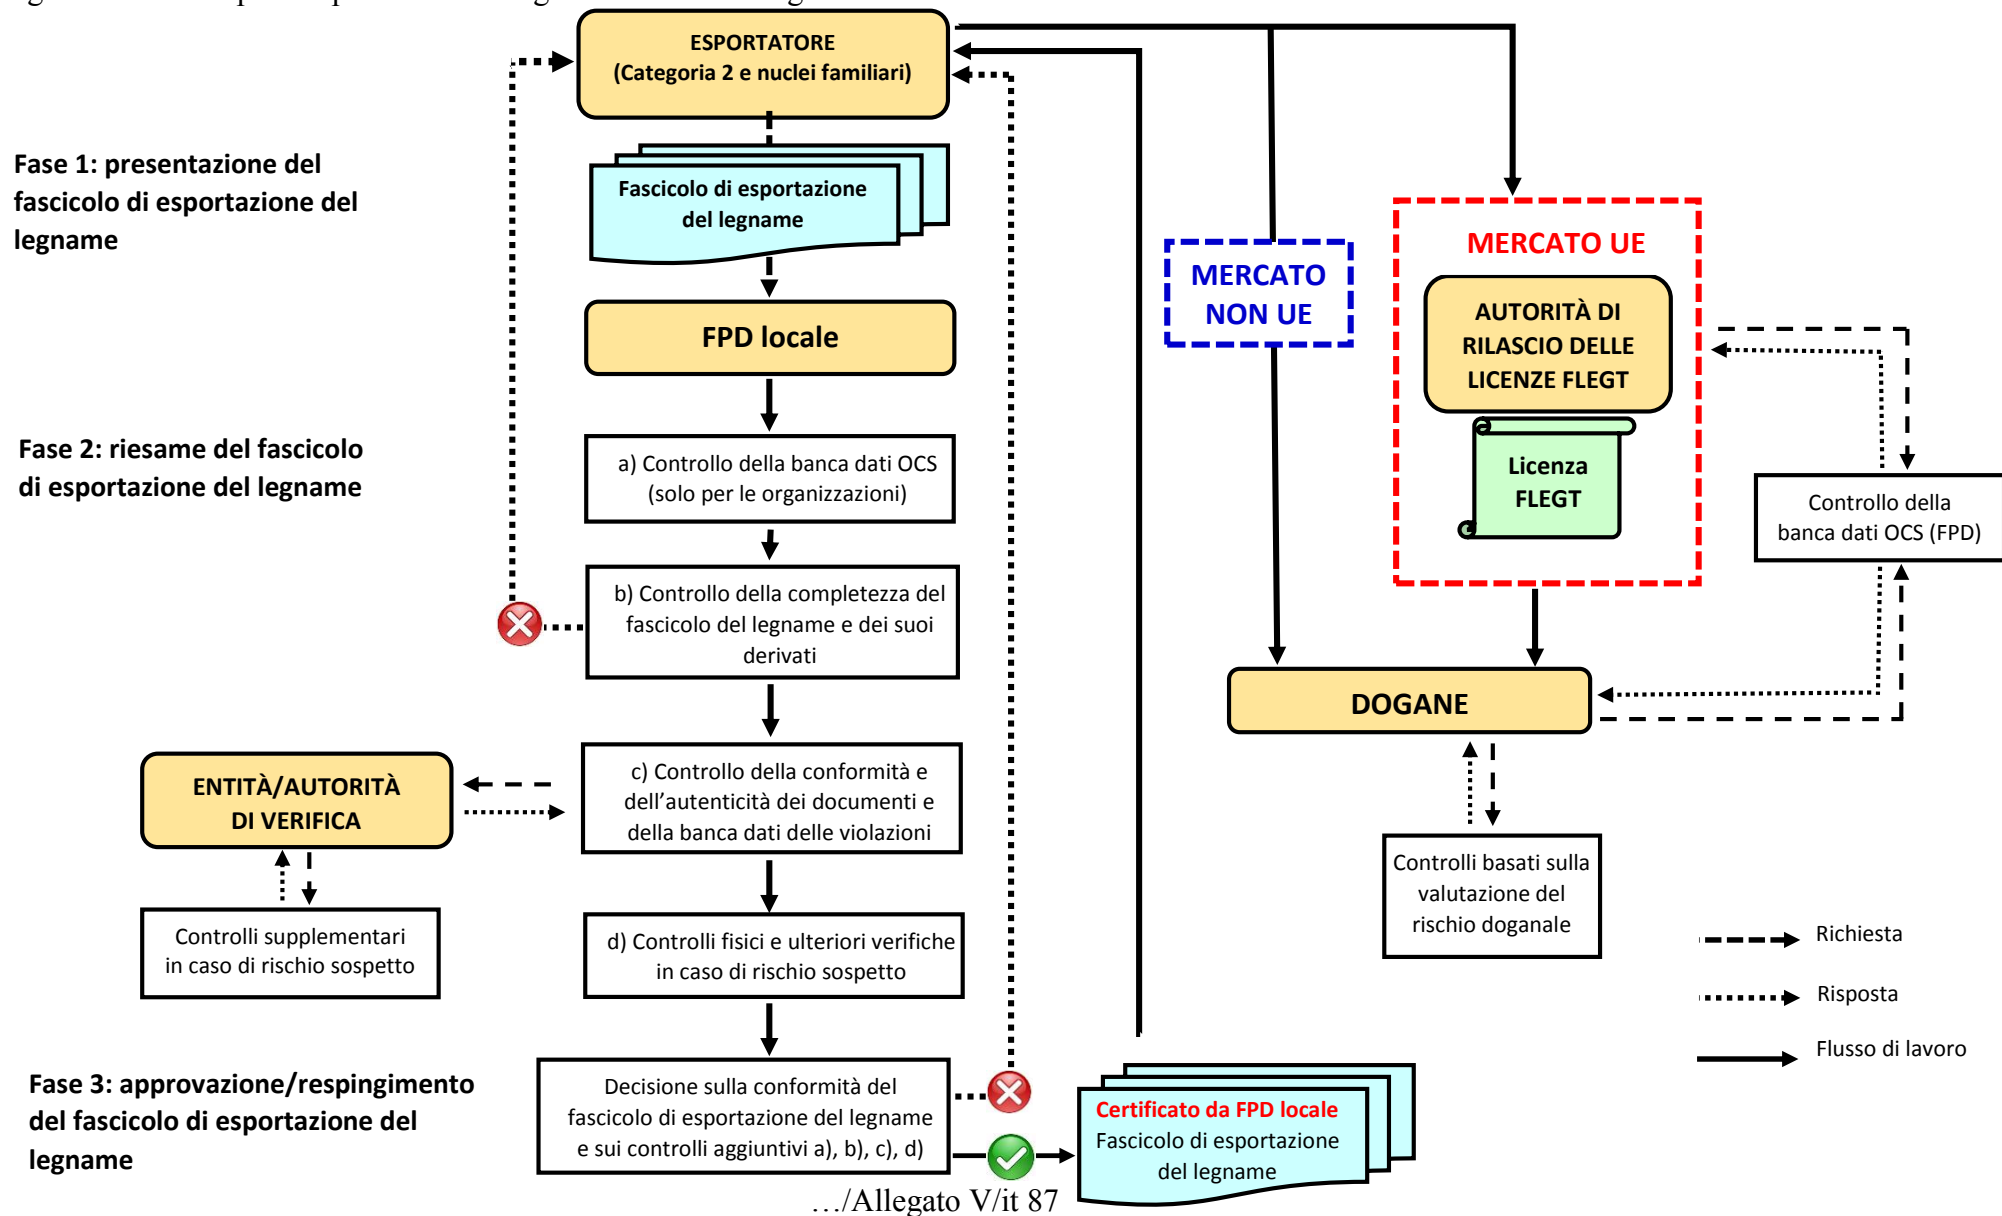 ESPORTATORE
(Categoria 2 e nuclei familiari)
Fase 1: presentazione del
fascicolo di esportazione del
legname
Fascicolo di esportazione
del legname
MERCATO
NON UE
MERCATO UE
AUTORITÀ DI
RILASCIO DELLE
LICENZE FLEGT
Licenza
FLEGT
FPD locale
Fase 2: riesame del fascicolo
di esportazione del legname
a) Controllo della banca dati OCS
(solo per le organizzazioni)
Controllo della
banca dati OCS (FPD)
b) Controllo della completezza del
fascicolo del legname e dei suoi
derivati
DOGANE
ENTITÀ/AUTORITÀ
DI VERIFICA
c) Controllo della conformità e
dell’autenticità dei documenti e
della banca dati delle violazioni
Controlli basati sulla
valutazione del
rischio doganale
Controlli supplementari
in caso di rischio sospetto
d) Controlli fisici e ulteriori verifiche
in caso di rischio sospetto
Richiesta
Risposta
Flusso di lavoro
Fase 3: approvazione/respingimento
del fascicolo di esportazione del
legname
Decisione sulla conformità del
fascicolo di esportazione del legname
e sui controlli aggiuntivi a), b), c), d)
Certificato da FPD locale
Fascicolo di esportazione
del legname
…/Allegato V/it 87